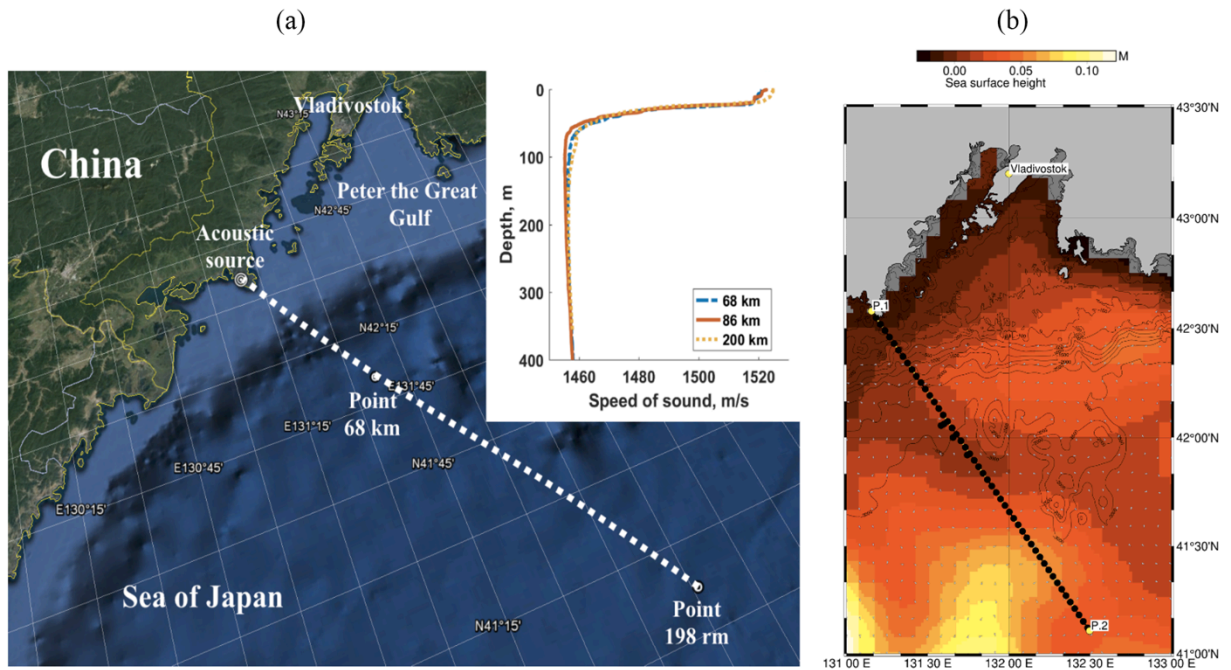 (a)
(b)
China
Vladivostok
N43°15'
Peter the Great
Gulf
N42°45'
Acoustic
source
N42°15'
E131°45'
Point
68 km
E131°15'
N41°45'
E130°45'
E130°15'
Sea of Japan
N41°15'
Point
198 rm
Depth, m
0
100
200
300
400
68 km
86 km
200 km
1460
1480
1500
1520
Speed of sound, m/s
M
0.00
0.05
0.10
Sea surface height
43°30'N
Vladivostok
43°00'N
P.1
42°30'N
42°00'N
41°30'N
P.2
41°00'N
131 00 E
131 30 E
132 00 E
132 30 E
133 00 E